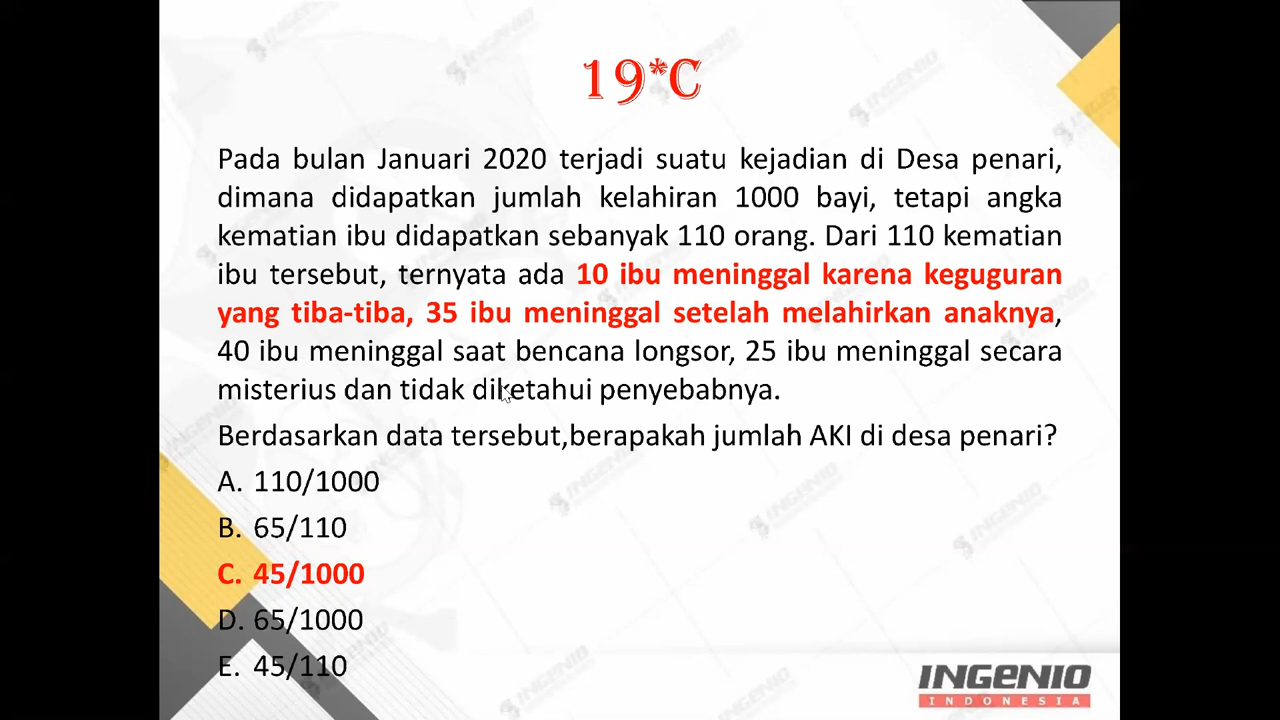 19*C
Pada bulan Januari 2020 terjadi suatu kejadian di Desa penari,
dimana didapatkan jumlah kelahiran 1000 bayi, tetapi angka
kematian ibu didapatkan sebanyak 110 orang. Dari 110 kematian
ibu tersebut, ternyata ada 10 ibu meninggal karena keguguran
yang tiba-tiba, 35 ibu meninggal setelah melahirkan anaknya,
40 ibu meninggal saat bencana longsor, 25 ibu meninggal secara
misterius dan tidak diketahui penyebabnya.
Berdasarkan data tersebut,berapakah jumlah AKI di desa penari?
A. 110/1000
B. 65/110
C. 45/1000
D. 65/1000
E. 45/110
INGENIO
INDONESIA